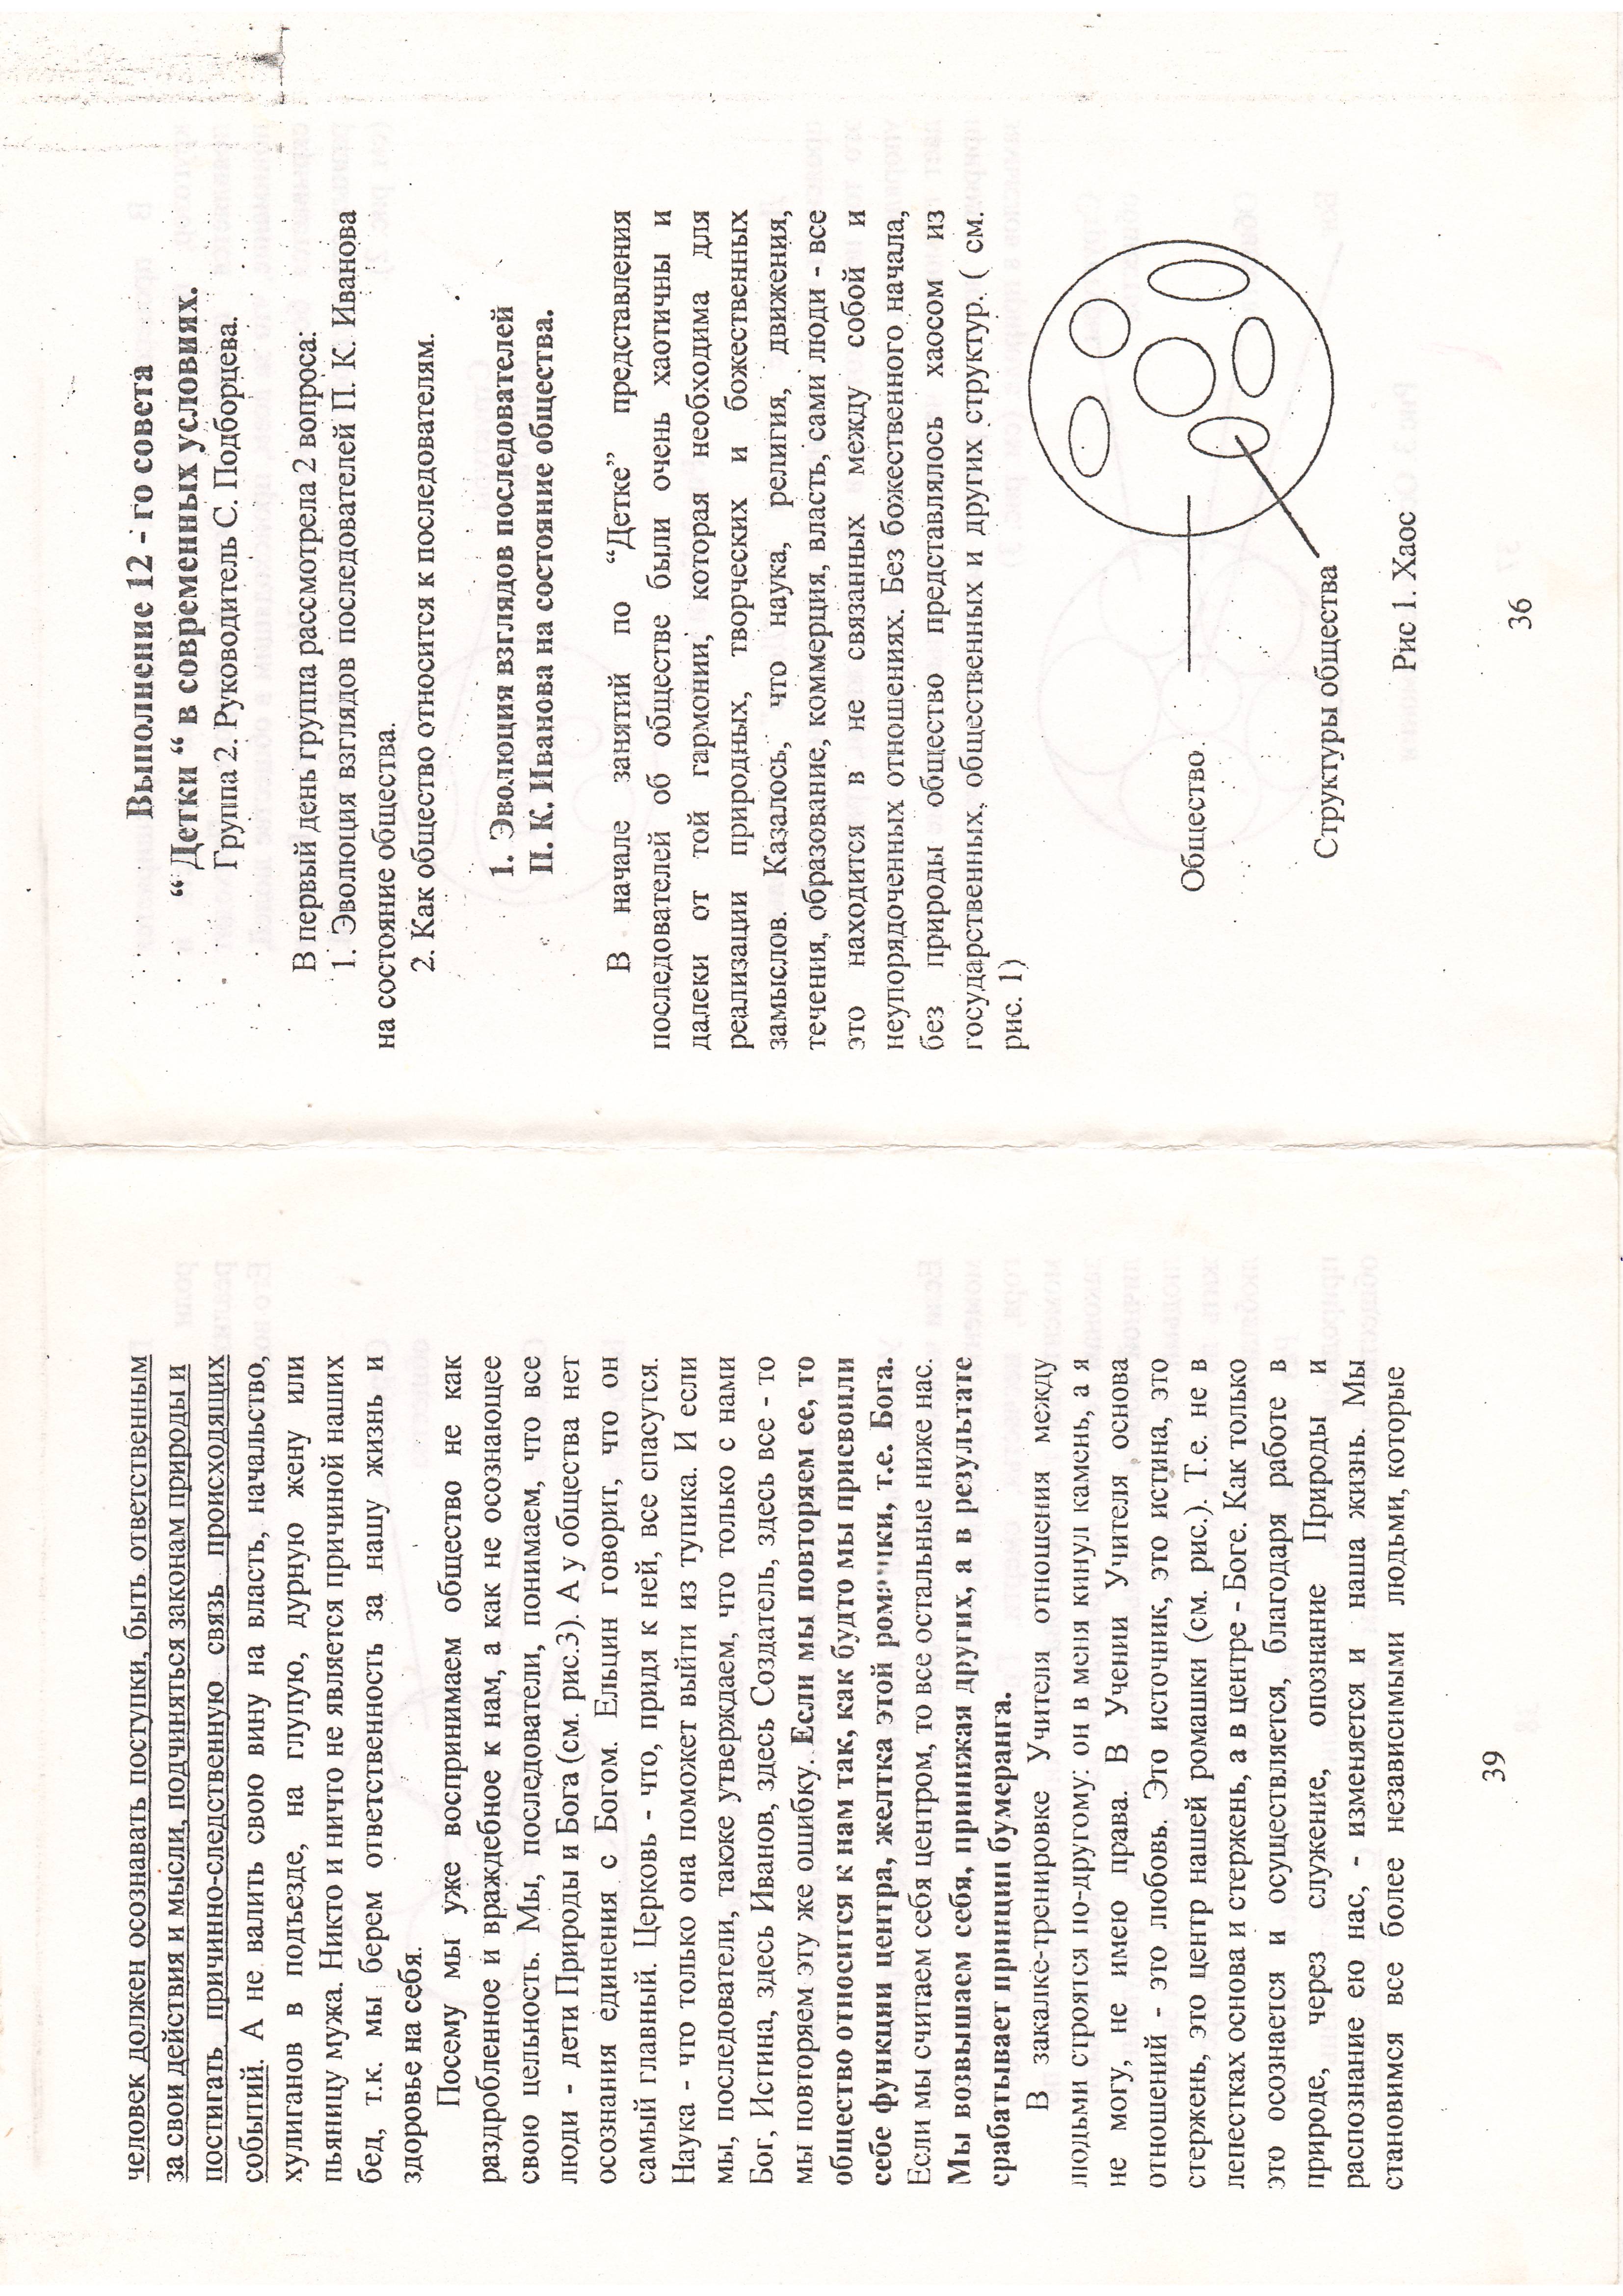 человек должен осознавать поступки, быть ответственным
за свои действия и мысли, подчиняться законам природы и
постигать причинно-следственную связь происходящих
событий. А не валить свою вину на власть, начальство,
хулиганов в подъезде, на глупую, дурную жену или
пьяницу мужа. Никто и ничто не является причиной наших
бед, т.к. мы берем ответственность за нашу жизнь и
здоровье на себя.
Посему мы уже воспринимаем общество не как
раздробленное и враждебное к нам, а как не осознающее
свою цельность. Мы, последователи, понимаем, что все
люди - дети Природы и Бога (см. рис.3). А у общества нет
осознания единения с Богом. Ельцин говорит, что он
самый главный. Церковь - что, придя к ней, все спасутся.
Наука - что только она поможет выйти из тупика. И если
мы, последователи, также утверждаем, что только с нами
Бог, Истина, здесь Иванов, здесь Создатель, здесь все - то
мы повторяем эту же ошибку. Если мы повторяем ее, то
общество относится к нам так, как будто мы присвоили
себе функции центра, желтка этой ромашки, т.е. Бога.
Если мы считаем себя центром, то все остальные ниже нас.
Мы возвышаем себя, принижая других, а в результате
срабатывает принцип бумеранга.
В закалке-тренировке Учителя отношения между
людьми строятся по-другому: он в меня кинул камень, а я
не могу, не имею права. В Учении Учителя основа
отношений - это любовь. Это источник, это истина, это
стержень, это центр нашей ромашки (см. рис.). Т.е. не в
лепестках основа и стержень, а в центре - Боге. Как только
это осознается и осуществляется, благодаря работе в
природе, через служение, опознание Природы и
распознание ею нас, - изменяется и наша жизнь. Мы
становимся все более независимыми людьми, которые
39
Выполнение 12 - го совета
“ Детки “ в современных условиях.
Группа 2. Руководитель С. Подборцева.
В первый день группа рассмотрела 2 вопроса:
1. Эволюция взглядов последователей П. К. Иванова
на состояние общества.
2. Как общество относится к последователям.
1. Эволюция взглядов последователей
П. К. Иванова на состояние общества.
В начале занятий по “Детке” представления
последователей об обществе были очень хаотичны и
далеки от той гармонии, которая необходима для
реализации природных, творческих и божественных
замыслов. Казалось, что наука, религия, движения,
течения, образование, коммерция, власть, сами люди - все
это находится в не связанных между собой и
неупорядоченных отношениях. Без божественного начала,
без природы общество представлялось хаосом из
государственных, общественных и других структур. ( см.
рис. 1)
Общество
Структуры общества
Рис 1. Хаос
36